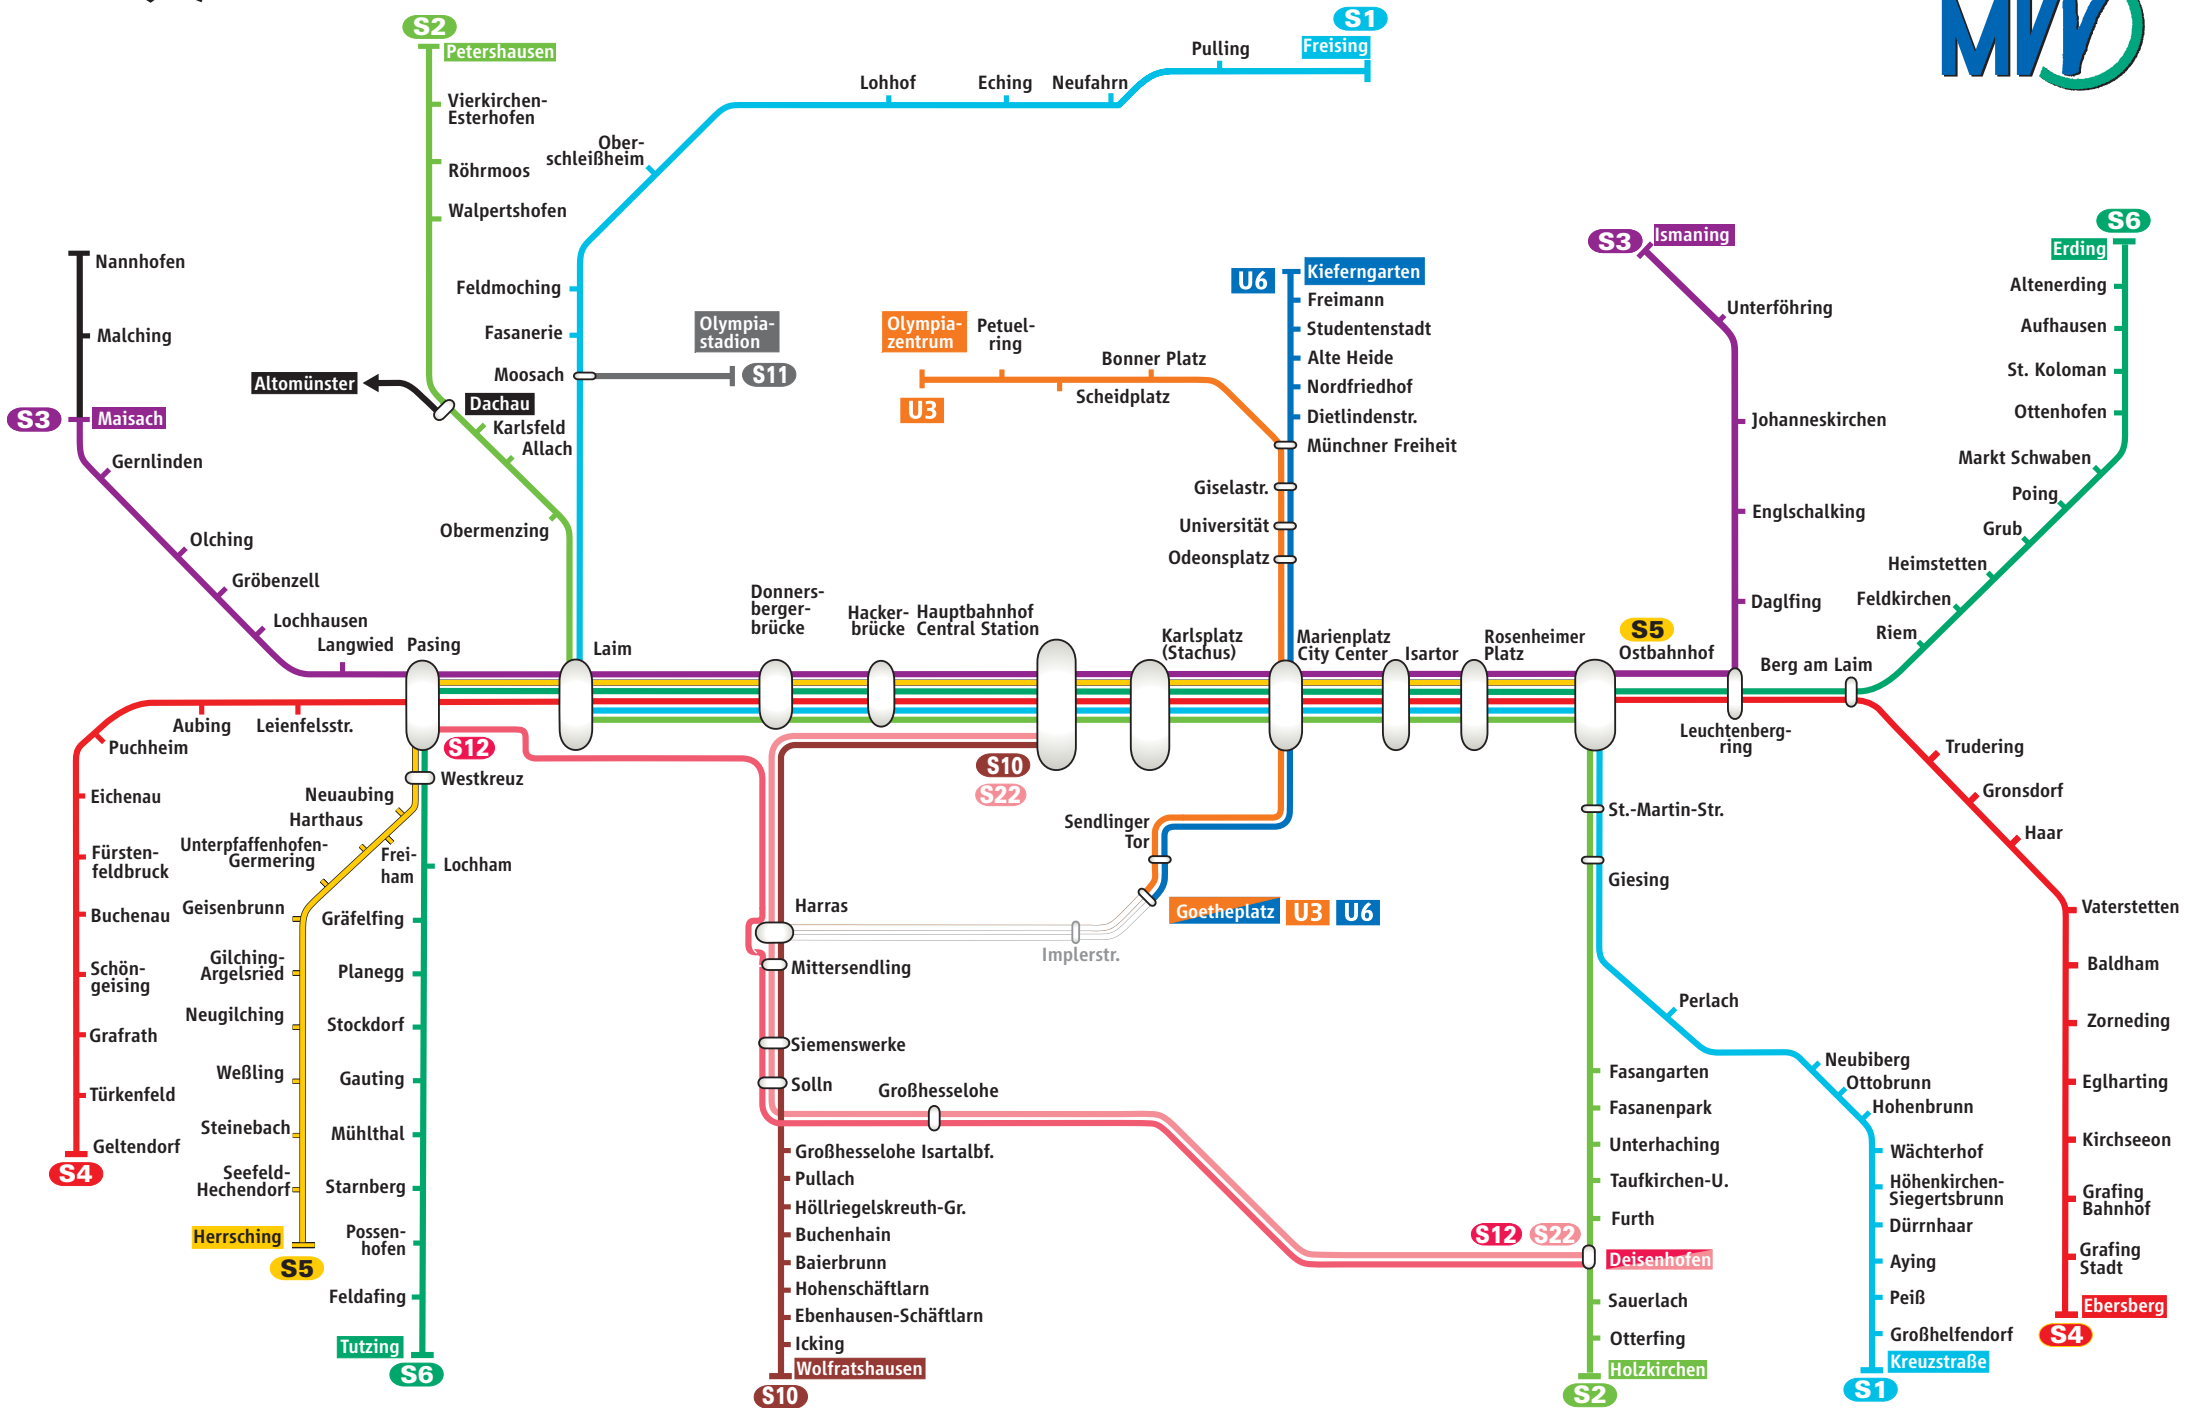 S2
Petershausen
Vierkirchen-
Esterhofen
Röhrmoos
Walpertshofen
S1
Freising
Pulling
Neufahrn
Eching
Lohhof
Ober-
schleißheim
Feldmoching
Fasanerie
Moosach
MVV
Olympia-
stadion
S11
Altomünster
Dachau
Karlsfeld
Allach
Obermenzing
Nannhofen
Malching
S3
Maisach
Gernlinden
Olching
Gröbenzell
Lochhausen
Langwied
Olympia-
zentrum
U3
Petuel-
ring
Scheidplatz
Bonner Platz
U6
Kieferngarten
Freimann
Studentenstadt
Alte Heide
Nordfriedhof
Dietlindenstr.
Münchner Freiheit
Giselastr.
Universität
Odeonsplatz
S3
Ismaning
Unterföhring
Johanneskirchen
Englschalking
Daglfing
S6
Erding
Altenerding
Aufhausen
St. Koloman
Ottenhofen
Markt Schwaben
Poing
Grub
Heimstetten
Feldkirchen
Riem
Berg am Laim
Pasing
Laim
Donners-
berger-
brücke
Hacker-
brücke
Hauptbahnhof
Central Station
Karlsplatz
(Stachus)
Marienplatz
City Center
Isartor
Rosenheimer
Platz
S5
Ostbahnhof
Leuchtenberg-
ring
Leienfelsstr.
Aubing
Puchheim
Eichenau
Fürsten-
feldbruck
Buchenau
Schön-
geising
Grafrath
Türkenfeld
Geltendorf
S4
S12
Westkreuz
Neuaubing
Harthaus
Frei-
ham
Unterpfaffenhofen-
Germering
Geisenbrunn
Gilching-
Argelsried
Neugilching
Weßling
Steinebach
Seefeld-
Hechendorf
Herrsching
S5
Lochham
Gräfelfing
Planegg
Stockdorf
Gauting
Mühlthal
Starnberg
Possen-
hofen
Feldafing
Tutzing
S6
S10
S22
Harras
Mittersendling
Siemenswerke
Solln
Großhesselohe
Großhesselohe Isartalbf.
Pullach
Höllriegelskreuth-Gr.
Buchenhain
Baierbrunn
Hohenschäftlarn
Ebenhausen-Schäftlarn
Icking
Wolfratshausen
S10
Sendlinger
Tor
Goetheplatz
U3
U6
Implerstr.
St.-Martin-Str.
Giesing
Fasangarten
Fasanenpark
Unterhaching
Taufkirchen-U.
Furth
S12
S22
Deisenhofen
Sauerlach
Otterfing
Holzkirchen
S2
Perlach
Neubiberg
Ottobrunn
Hohenbrunn
Wächterhof
Höhenkirchen-
Siegertsbrunn
Dürrnhaar
Aying
Peiß
Großhelfendorf
Kreuzstraße
S1
Trudering
Gronsdorf
Haar
Vaterstetten
Baldham
Zorneding
Eglharting
Kirchseeon
Grafing
Bahnhof
Grafing
Stadt
Ebersberg
S4